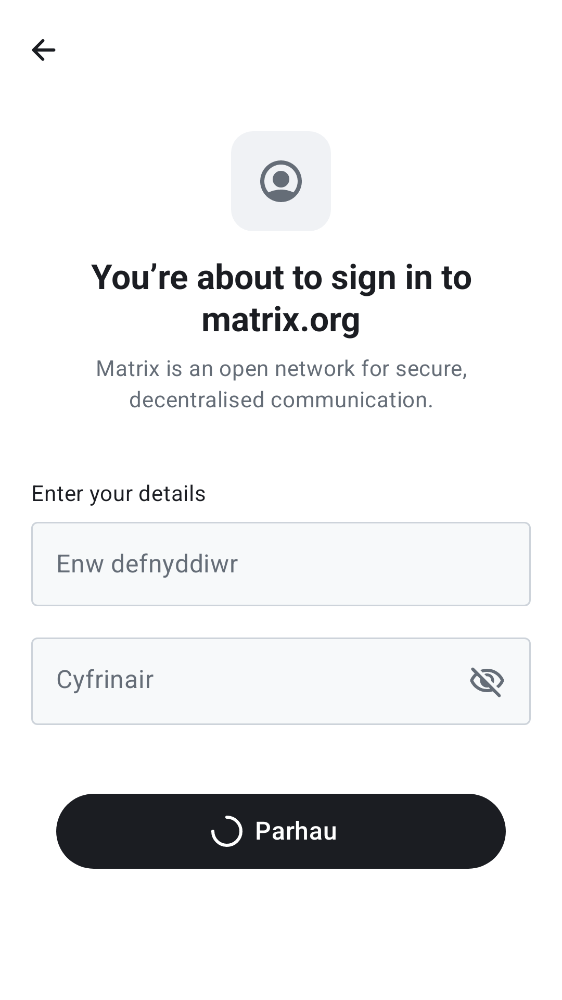 You’re about to sign in to
matrix.org
Matrix is an open network for secure,
decentralised communication.
Enter your details
Enw defnyddiwr
Cyfrinair
Parhau